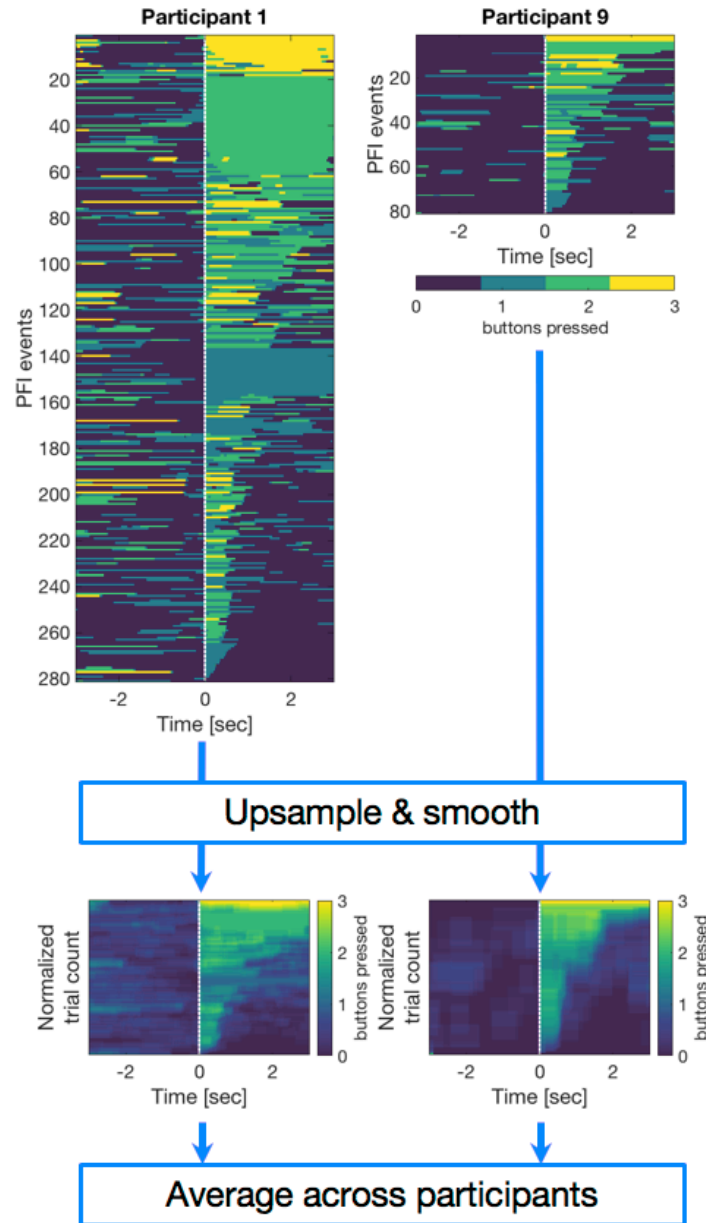 Participant 1
Participant 9
20
40
60
80
100
120
140
160
180
200
220
240
260
280
PFI events
-2
0
2
Time [sec]
20
40
60
80
PFI events
-2
0
2
Time [sec]
0
1
2
3
buttons pressed
Upsample & smooth
Normalized
trial count
-2
0
2
Time [sec]
3
2
1
0
buttons pressed
Normalized
trial count
-2
0
2
Time [sec]
3
2
1
0
buttons pressed
Average across participants